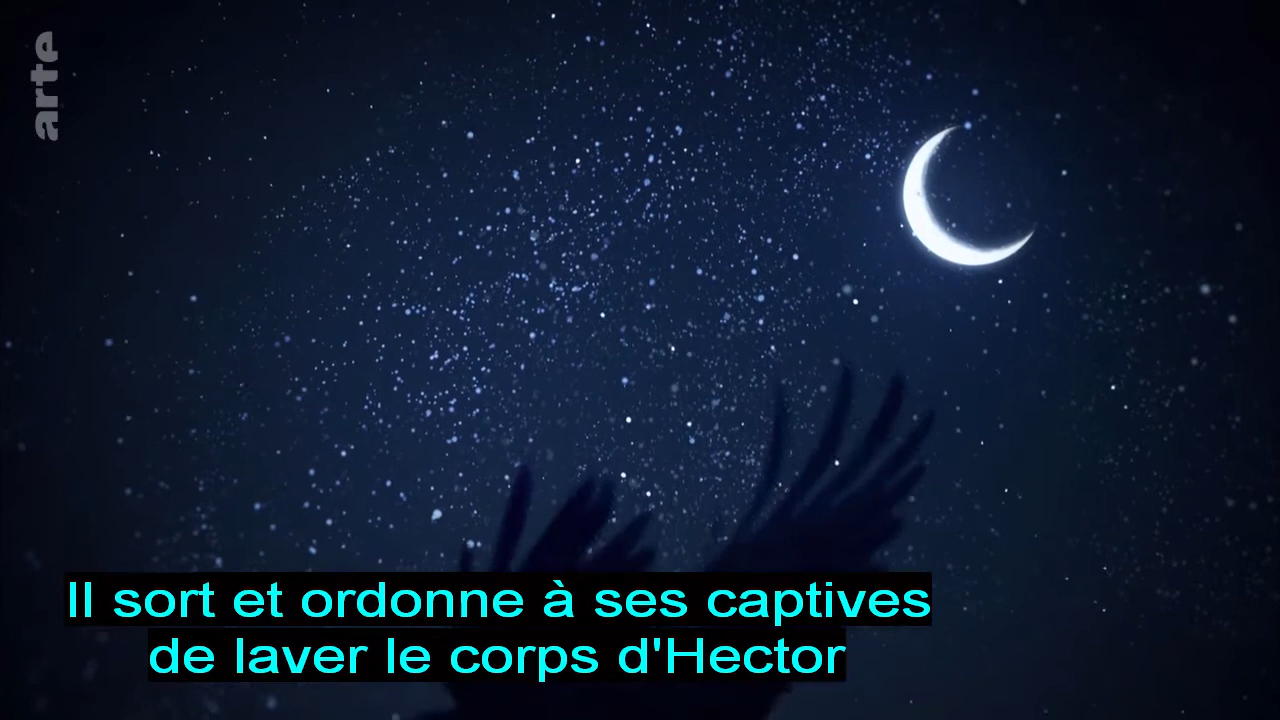 arte
Il sort et ordonne à ses captives
de laver le corps d'Hector